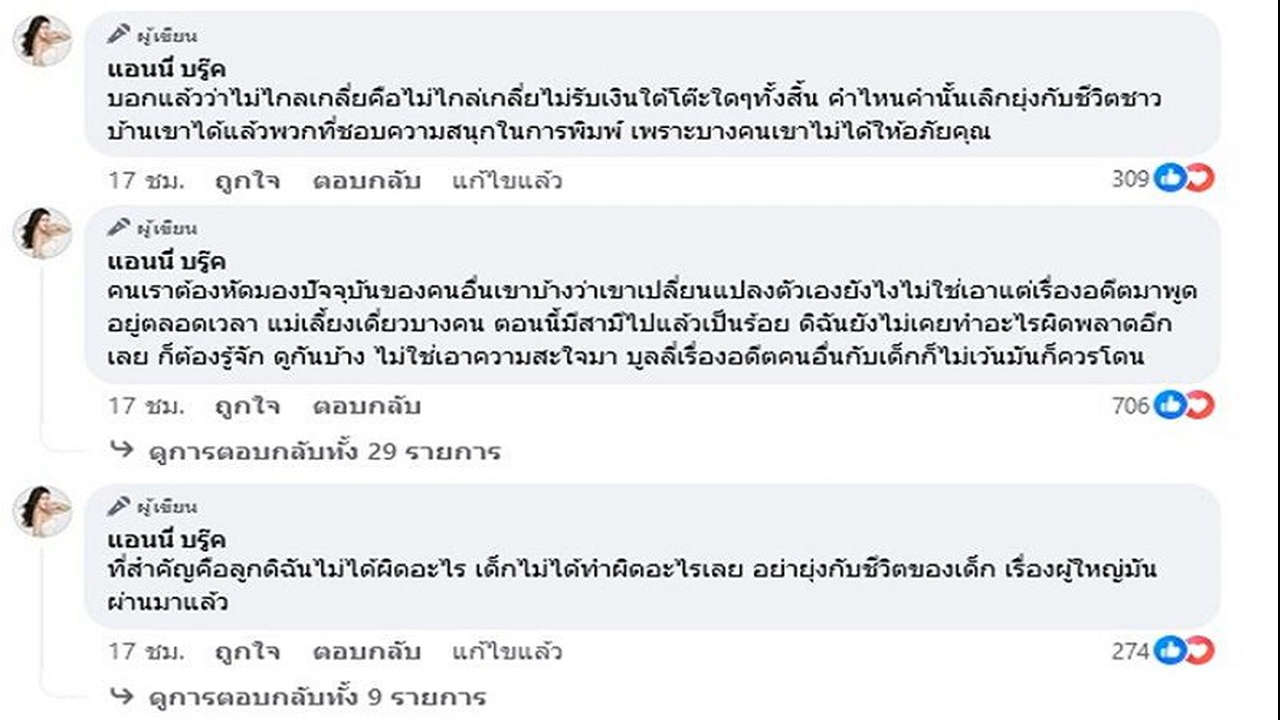 ผู้เขียน
แอนนี่ บรู๊ค
บอกแล้วว่าไม่ไกลเกลี่ยคือไม่ไกล่เกลี่ยไม่รับเงินใต้โต๊ะใดๆทั้งสิ้น คำไหนคำนั้นเลิกยุ่งกับชีวิตชาว
บ้านเขาได้แล้วพวกที่ชอบความสนุกในการพิมพ์ เพราะบางคนเขาไม่ได้ให้อภัยคุณ
17 ชม. ถูกใจ ตอบกลับ แก้ไขแล้ว 309
ผู้เขียน
แอนนี่ บรู๊ค
คนเราต้องหัดมองปัจจุบันของคนอื่นเขาบ้างว่าเขาเปลี่ยนแปลงตัวเองยังไงไม่ใช่เอาแต่เรื่องอดีตมาพูด
อยู่ตลอดเวลา แม่เลี้ยงเดี่ยวบางคน ตอนนี้มีสามีไปแล้วเป็นร้อย ดิฉันยังไม่เคยทำอะไรผิดพลาดอีก
เลย ก็ต้องรู้จัก ดูกันบ้าง ไม่ใช่เอาความสะใจมา บูลลี่เรื่องอดีตคนอื่นกับเด็กก็ไม่เว้นมันก็ควรโดน
17 ชม. ถูกใจ ตอบกลับ 706
ดูการตอบกลับทั้ง 29 รายการ
ผู้เขียน
แอนนี่ บรู๊ค
ที่สำคัญคือลูกดิฉันไม่ได้ผิดอะไร เด็กไม่ได้ทำผิดอะไรเลย อย่ายุ่งกับชีวิตของเด็ก เรื่องผู้ใหญ่มัน
ผ่านมาแล้ว
17 ชม. ถูกใจ ตอบกลับ แก้ไขแล้ว 274
ดูการตอบกลับทั้ง 9 รายการ